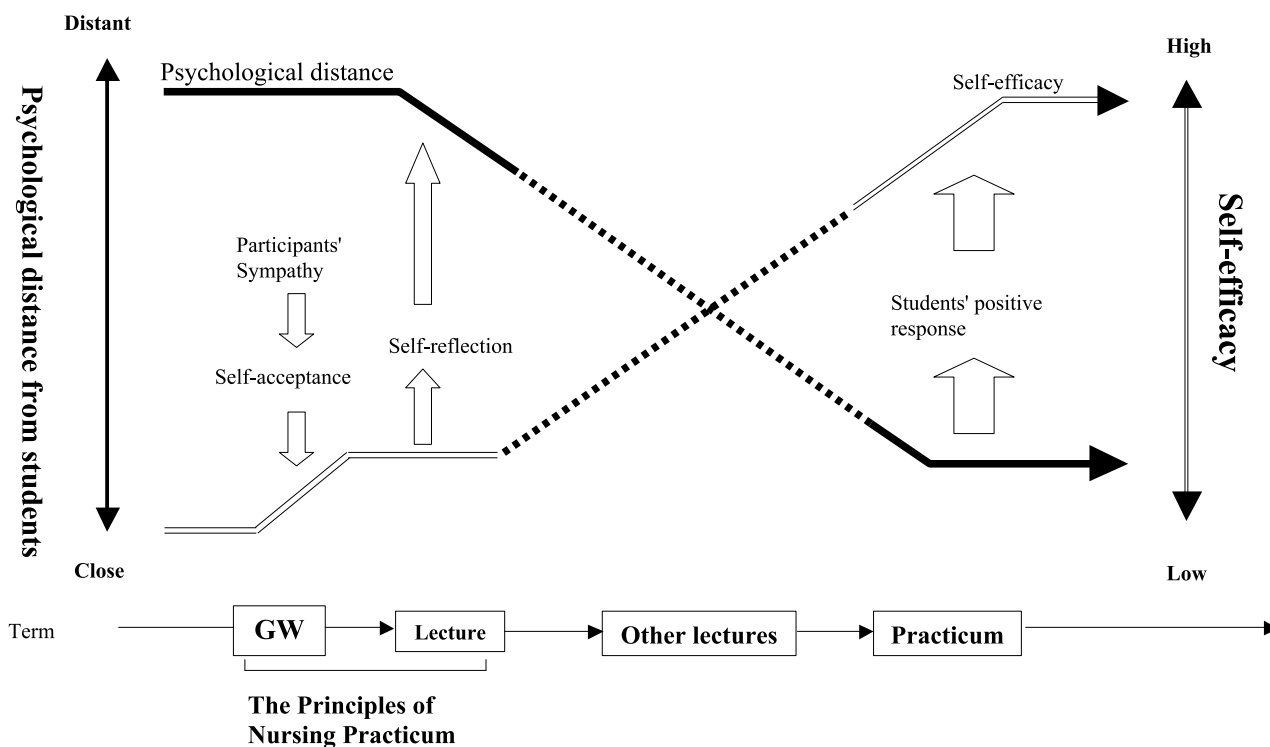 Distant
High
Psychological distance
Self-efficacy
Psychological distance from students
Self-efficacy
Participants'
Sympathy
Students' positive
response
Self-reflection
Self-acceptance
Close
Low
Term
GW
Lecture
Other lectures
Practicum
The Principles of
Nursing Practicum